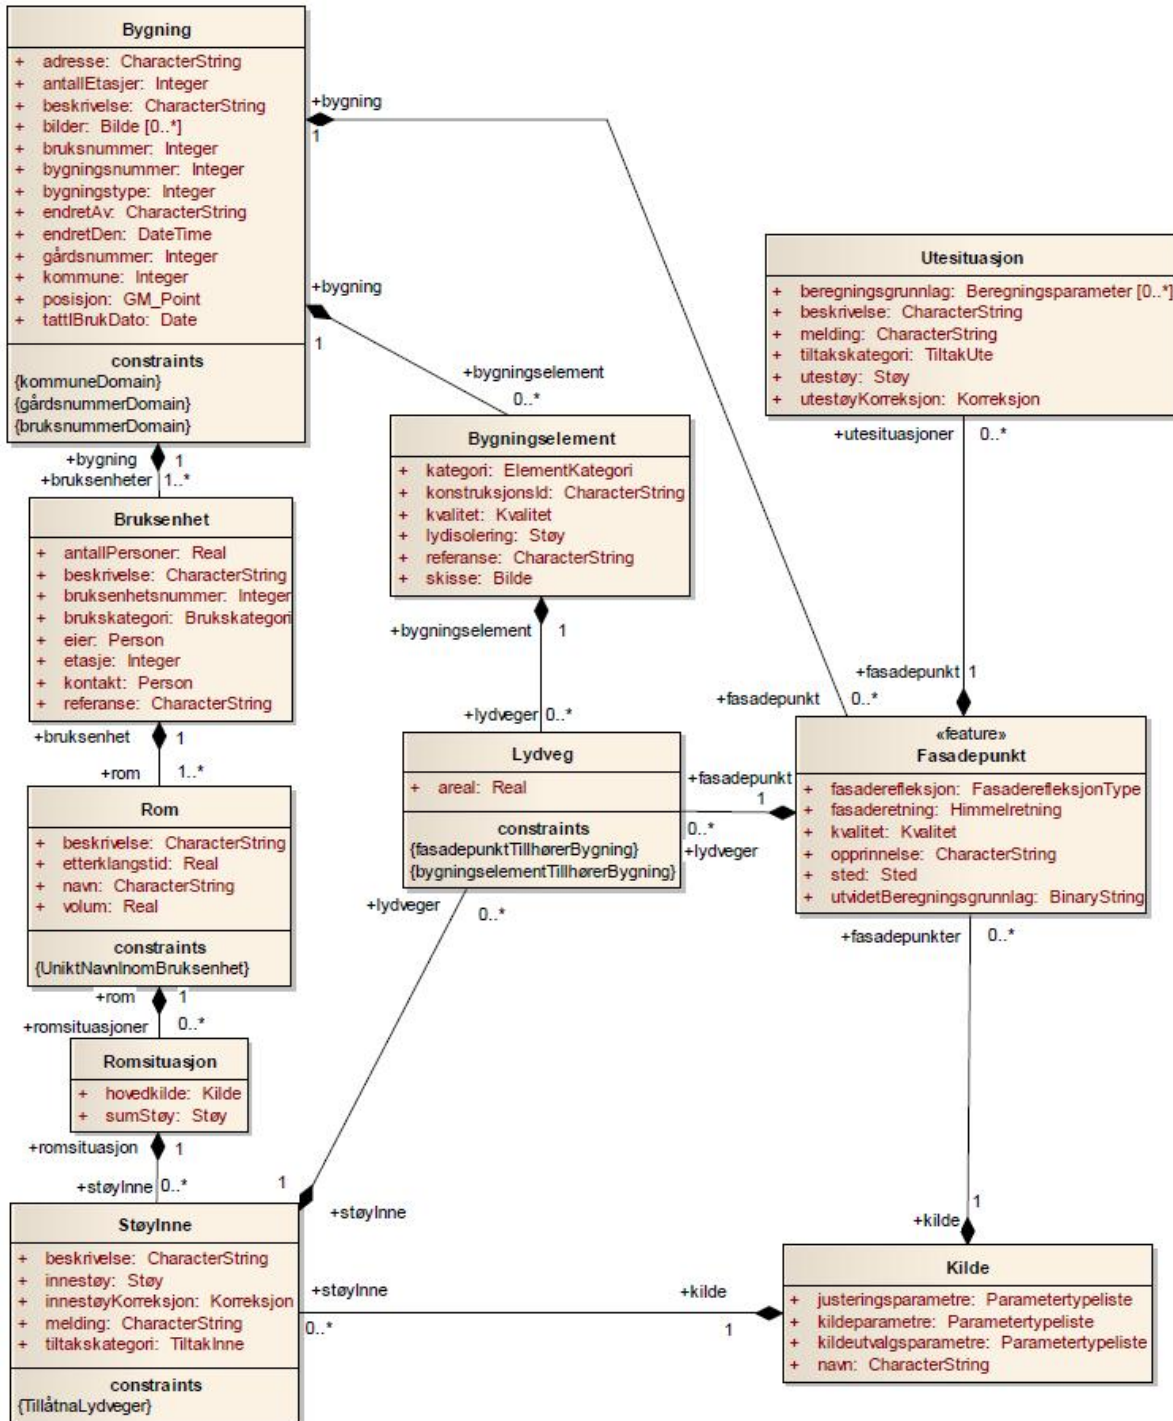 Bygning
+ adresse: CharacterString
+ antallEtasjer: Integer
+ beskrivelse: CharacterString
+ bilder: Bilde [0..*]
+ bruksnummer: Integer
+ bygningsnummer: Integer
+ bygningstype: Integer
+ endretAv: CharacterString
+ endretDen: DateTime
+ gårdsnummer: Integer
+ kommune: Integer
+ posisjon: GM_Point
+ tattIBrukDato: Date
constraints
{kommuneDomain}
{gårdsnummerDomain}
{bruksnummerDomain}
+bygning
1
+bygning
1
+bygningselement
0..*
+bygning 1
+bruksenheter 1..*
Utesituasjon
+ beregningsgrunnlag: Beregningsparameter [0..*]
+ beskrivelse: CharacterString
+ melding: CharacterString
+ tiltakskategori: TiltakUte
+ utestøy: Støy
+ utestøyKorreksjon: Korreksjon
+utesituasjoner 0..*
Bygningselement
+ kategori: ElementKategori
+ konstruksjonsId: CharacterString
+ kvalitet: Kvalitet
+ lydisolering: Støy
+ referanse: CharacterString
+ skisse: Bilde
+bygningselement 1
Bruksenhet
+ antallPersoner: Real
+ beskrivelse: CharacterString
+ bruksenhetsnummer: Integer
+ brukskategori: Brukskategori
+ eier: Person
+ etasje: Integer
+ kontakt: Person
+ referanse: CharacterString
+bruksenhet 1
+rom 1..*
+fasadepunkt 1
+fasadepunkt 0..*
+lydveger 0..*
Lydveg
+ areal: Real
constraints
{fasadepunktTillhørerBygning}
{bygningselementTillhørerBygning}
+fasadepunkt
1
0..*
+lydveger
«feature»
Fasadepunkt
+ fasaderefleksjon: FasaderefleksjonType
+ fasaderetning: Himmelretning
+ kvalitet: Kvalitet
+ opprinnelse: CharacterString
+ sted: Sted
+ utvidetBeregningsgrunnlag: BinaryString
+fasadepunkter 0..*
Rom
+ beskrivelse: CharacterString
+ etterklangstid: Real
+ navn: CharacterString
+ volum: Real
constraints
{UniktNavnInomBruksenhet}
+rom 1
+romsituasjoner 0..*
+lydveger
0..*
Romsituasjon
+ hovedkilde: Kilde
+ sumStøy: Støy
+romsituasjon 1
+støyInne 0..*
1
+støyInne
1
+kilde
StøyInne
+ beskrivelse: CharacterString
+ innestøy: Støy
+ innestøyKorreksjon: Korreksjon
+ melding: CharacterString
+ tiltakskategori: TiltakInne
constraints
{TillåtnaLydveger}
+støyInne
0..*
+kilde
1
Kilde
+ justeringsparametre: Parametertypeliste
+ kildeparametre: Parametertypeliste
+ kildeutvalgsparametre: Parametertypeliste
+ navn: CharacterString